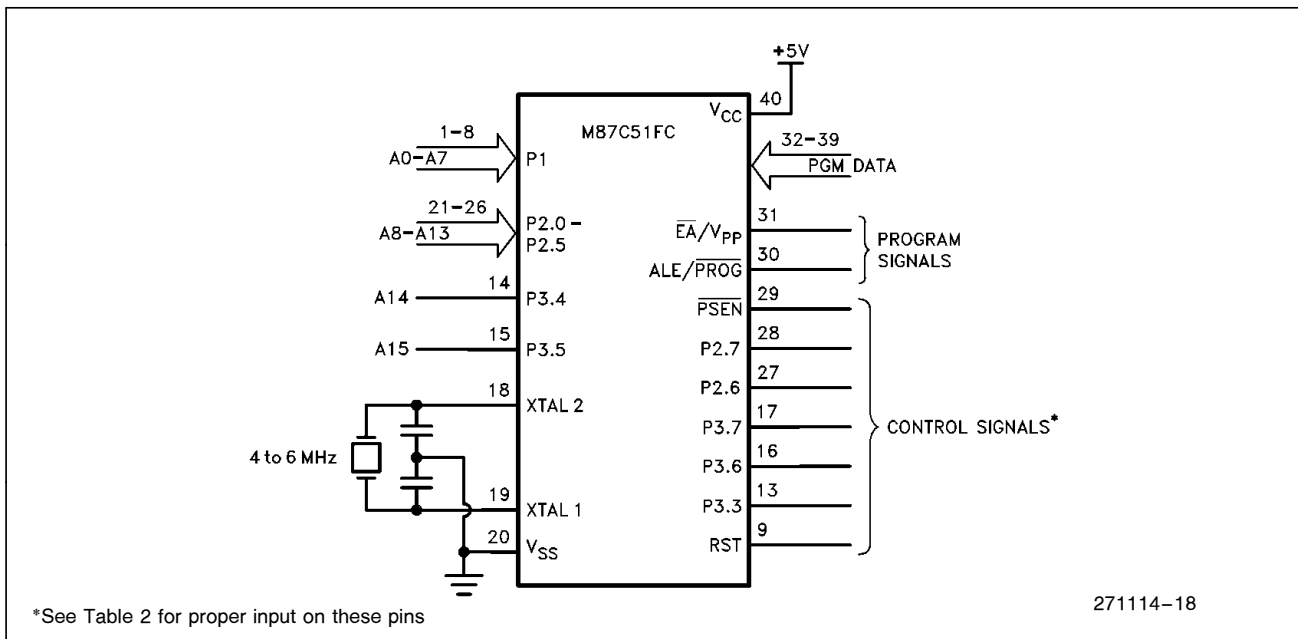 +5V
40
VCC
M87C51FC
1–8
A0–A7
P1
32–39
PGM DATA
21–26
A8–A13
P2.0–
P2.5
31
EA/VPP
30
ALE/PROG
PROGRAM
SIGNALS
14
A14
P3.4
29
PSEN
15
A15
P3.5
28
P2.7
18
XTAL 2
27
P2.6
17
P3.7
CONTROL SIGNALS*
4 to 6 MHz
16
P3.6
19
XTAL 1
13
P3.3
20
VSS
9
RST
*See Table 2 for proper input on these pins
271114–18